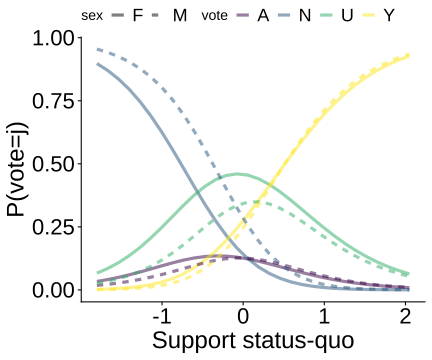 sex F M vote A N U Y
P(vote=j)
1.00
0.75
0.50
0.25
0.00
-1 0 1 2
Support status-quo